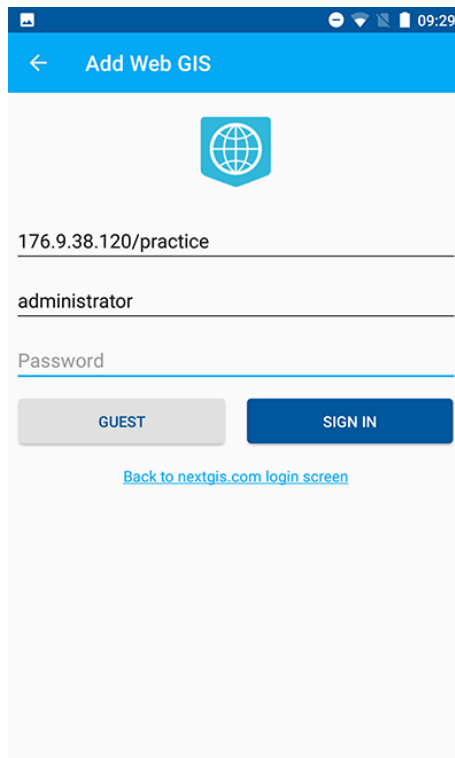 09:29
Add Web GIS
176.9.38.120/practice
administrator
Password
GUEST
SIGN IN
Back to nextgis.com login screen